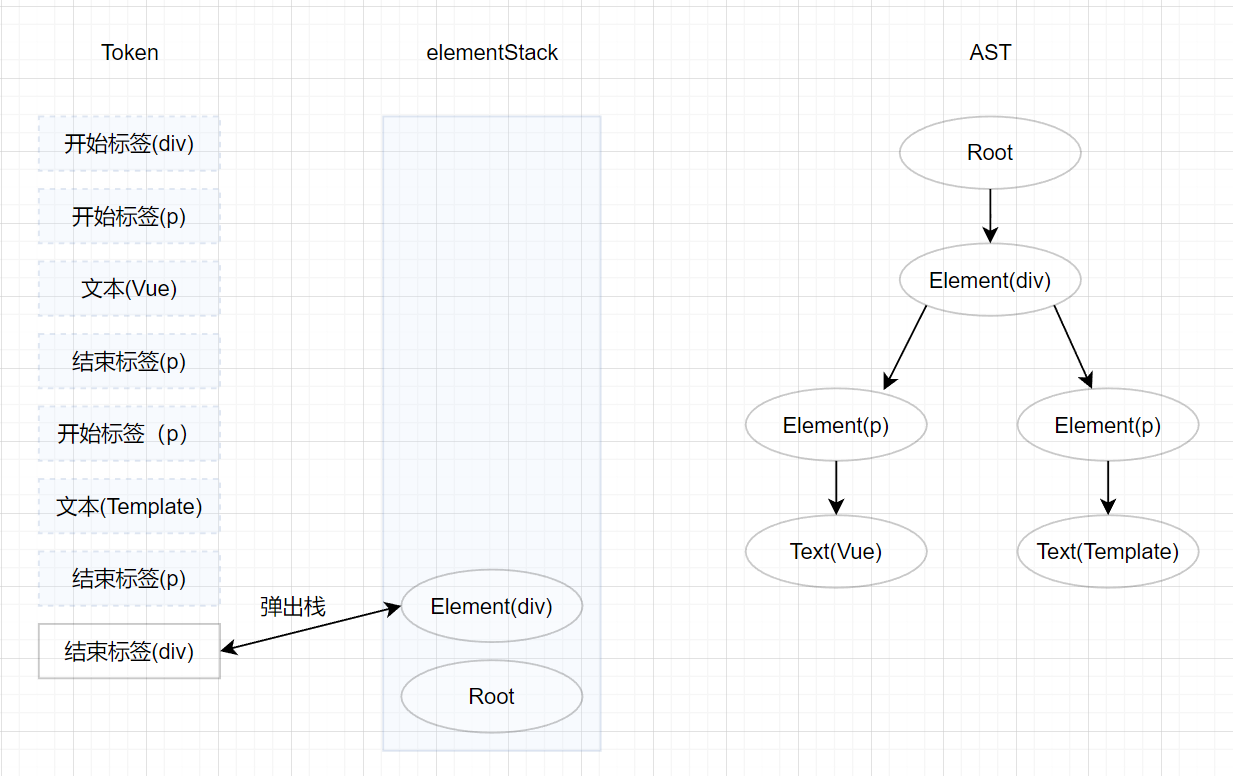 Token
elementStack
AST
开始标签(div)
开始标签(p)
文本(Vue)
结束标签(p)
开始标签（p）
文本(Template)
结束标签(p)
结束标签(div)
弹出栈
Element(div)
Root
Root
Element(div)
Element(p)
Element(p)
Text(Vue)
Text(Template)